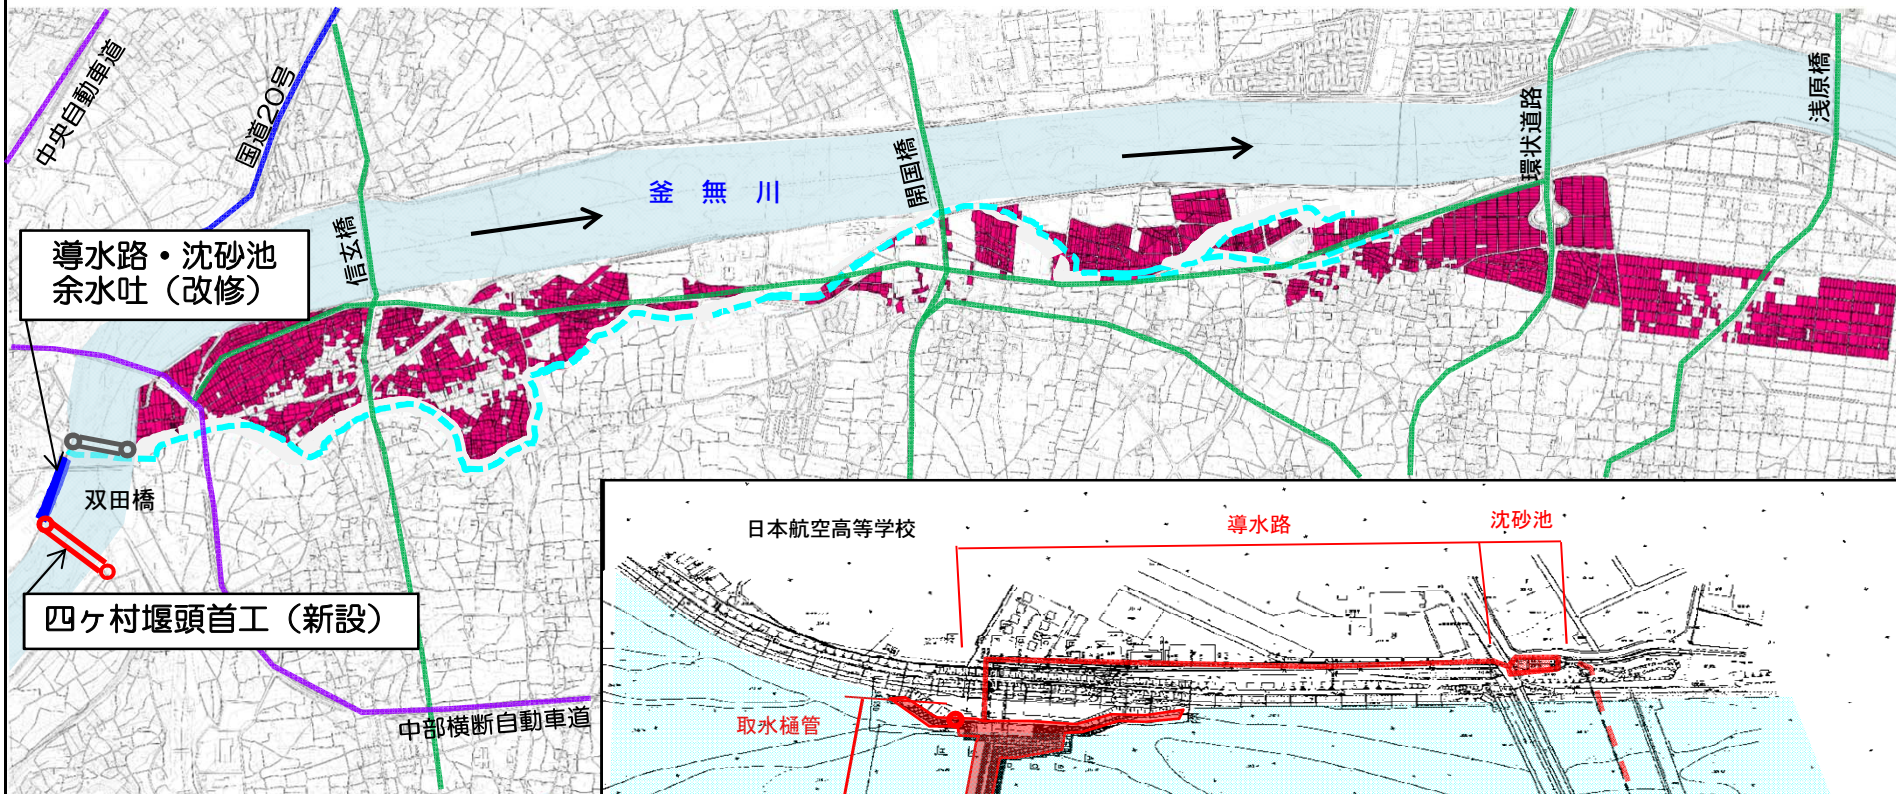 中央自動車道
国道20号
信玄橋
釜無川
開国橋
環状道路
浅原橋
導水路・沈砂池
余水吐（改修）
双田橋
四ヶ村堰頭首工（新設）
中部横断自動車道
日本航空高等学校
導水路
沈砂池
取水樋管